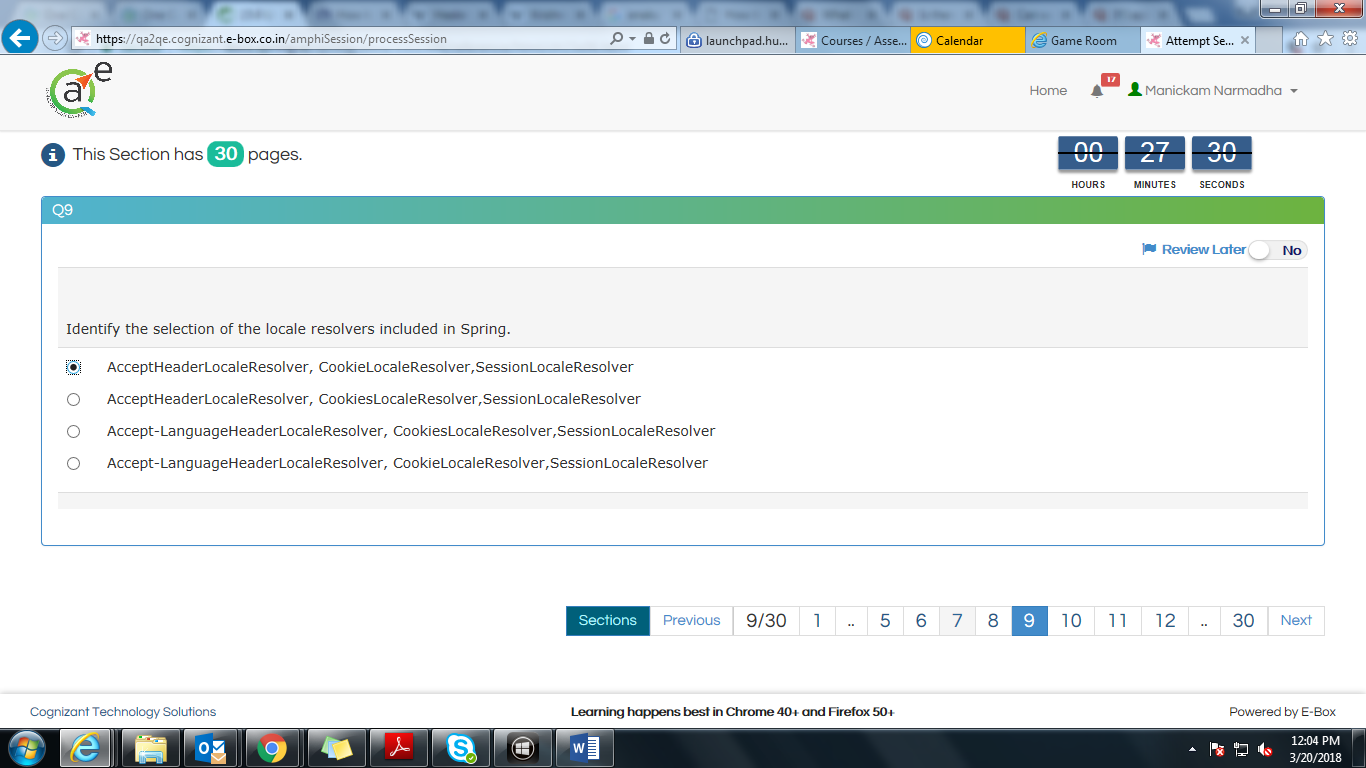 https://qa2qe.cognizant.e-box.co.in/amphiSession/processSession
launchpad.hu...
Courses / Asse...
Calendar
Game Room
Attempt Se...
a e
Home
17
Manickam Narmadha
This Section has 30 pages.
00 27 30
HOURS MINUTES SECONDS
Q9
Review Later No
Identify the selection of the locale resolvers included in Spring.
AcceptHeaderLocaleResolver, CookieLocaleResolver,SessionLocaleResolver
AcceptHeaderLocaleResolver, CookiesLocaleResolver,SessionLocaleResolver
Accept-LanguageHeaderLocaleResolver, CookiesLocaleResolver,SessionLocaleResolver
Accept-LanguageHeaderLocaleResolver, CookieLocaleResolver,SessionLocaleResolver
Sections Previous 9/30 1 .. 5 6 7 8 9 10 11 12 .. 30 Next
Cognizant Technology Solutions
Learning happens best in Chrome 40+ and Firefox 50+
Powered by E-Box
12:04 PM
3/20/2018